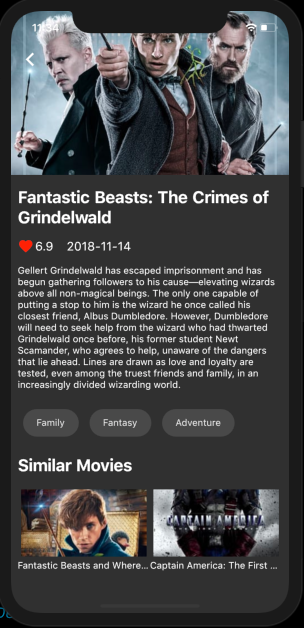 11:34
Fantastic Beasts: The Crimes of
Grindelwald
6.9 2018-11-14
Gellert Grindelwald has escaped imprisonment and has
begun gathering followers to his cause—elevating wizards
above all non-magical beings. The only one capable of
putting a stop to him is the wizard he once called his
closest friend, Albus Dumbledore. However, Dumbledore
will need to seek help from the wizard who had thwarted
Grindelwald once before, his former student Newt
Scamander, who agrees to help, unaware of the dangers
that lie ahead. Lines are drawn as love and loyalty are
tested, even among the truest friends and family, in an
increasingly divided wizarding world.
Family Fantasy Adventure
Similar Movies
CAPTAIN AMERICA
Fantastic Beasts and Where... Captain America: The First ...